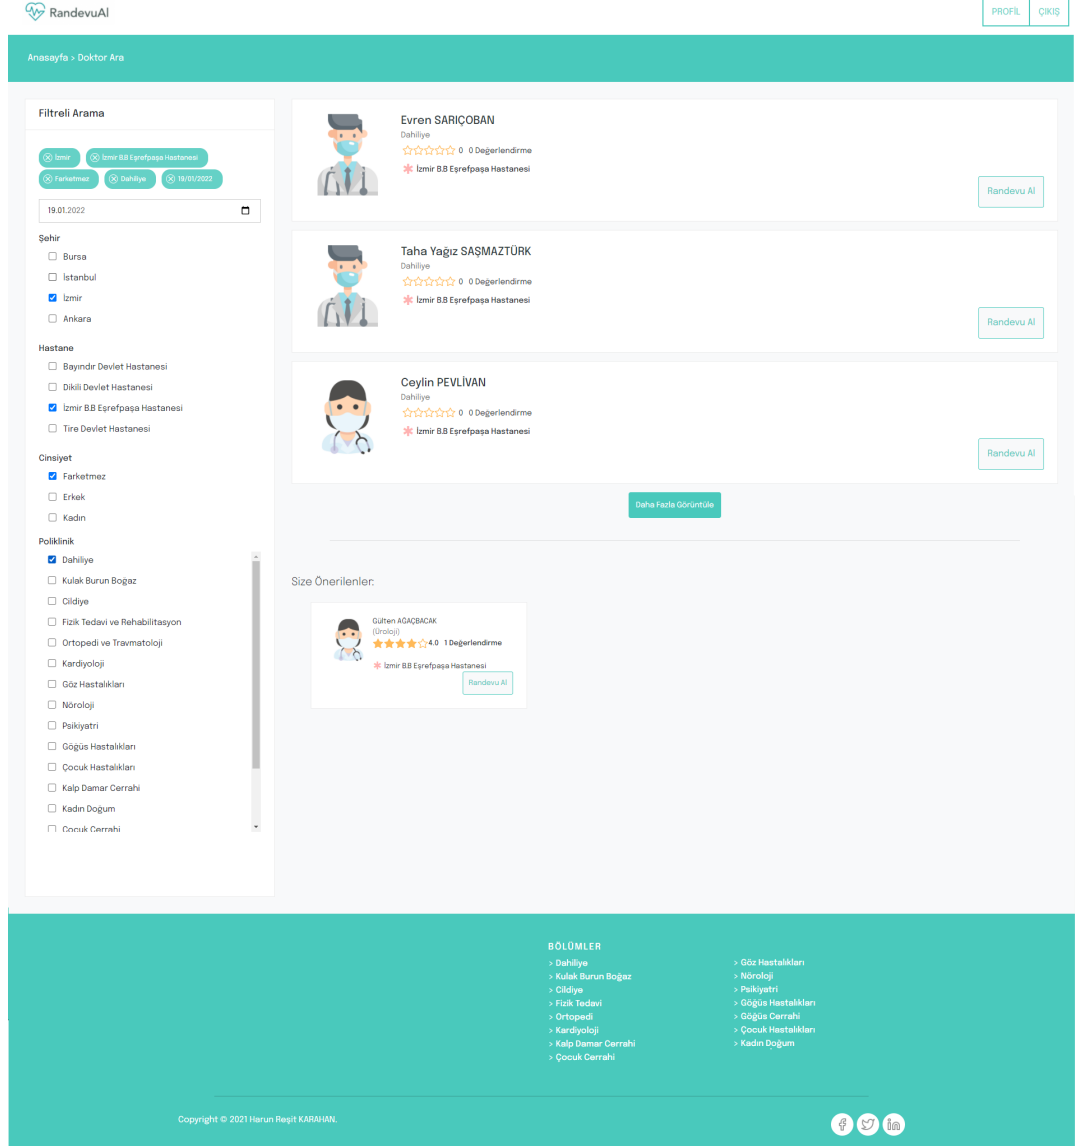 RandevuAl
PROFİL
ÇIKIŞ
Anasayfa > Doktor Ara
Filtreli Arama
İzmir
İzmir B.B Eşrefpaşa Hastanesi
Farketmez
Dahiliye
19/01/2022
19.01.2022
Şehir
Bursa
İstanbul
İzmir
Ankara
Hastane
Bayındır Devlet Hastanesi
Dikili Devlet Hastanesi
İzmir B.B Eşrefpaşa Hastanesi
Tire Devlet Hastanesi
Cinsiyet
Farketmez
Erkek
Kadın
Poliklinik
Dahiliye
Kulak Burun Boğaz
Cildiye
Fizik Tedavi ve Rehabilitasyon
Ortopedi ve Travmatoloji
Kardiyoloji
Göz Hastalıkları
Nöroloji
Psikiyatri
Göğüs Hastalıkları
Çocuk Hastalıkları
Kalp Damar Cerrahi
Kadın Doğum
Çocuk Cerrahi
Evren SARIÇOBAN
Dahiliye
0 0 Değerlendirme
İzmir B.B Eşrefpaşa Hastanesi
Randevu Al
Taha Yağız SAŞMAZTÜRK
Dahiliye
0 0 Değerlendirme
İzmir B.B Eşrefpaşa Hastanesi
Randevu Al
Ceylin PEVLİVAN
Dahiliye
0 0 Değerlendirme
İzmir B.B Eşrefpaşa Hastanesi
Randevu Al
Daha Fazla Görüntüle
Size Önerilenler:
Gülten AĞAÇBACAK
(Üroloji)
4.0 1 Değerlendirme
İzmir B.B Eşrefpaşa Hastanesi
Randevu Al
BÖLÜMLER
> Dahiliye
> Kulak Burun Boğaz
> Cildiye
> Fizik Tedavi
> Ortopedi
> Kardiyoloji
> Kalp Damar Cerrahi
> Çocuk Cerrahi
> Göz Hastalıkları
> Nöroloji
> Psikiyatri
> Göğüs Hastalıkları
> Göğüs Cerrahi
> Çocuk Hastalıkları
> Kadın Doğum
Copyright © 2021 Harun Reşit KARAHAN.